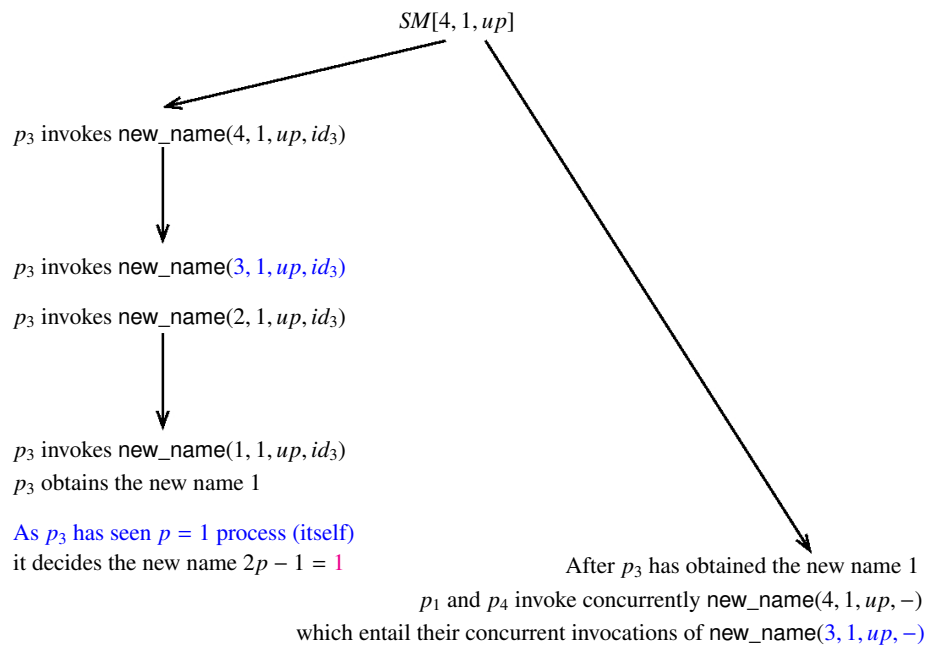 SM[4, 1, up]
p₃ invokes new_name(4, 1, up, id₃)
p₃ invokes new_name(3, 1, up, id₃)
p₃ invokes new_name(2, 1, up, id₃)
p₃ invokes new_name(1, 1, up, id₃)
p₃ obtains the new name 1
As p₃ has seen p = 1 process (itself)
it decides the new name 2p − 1 = 1
After p₃ has obtained the new name 1
p₁ and p₄ invoke concurrently new_name(4, 1, up, −)
which entail their concurrent invocations of new_name(3, 1, up, −)